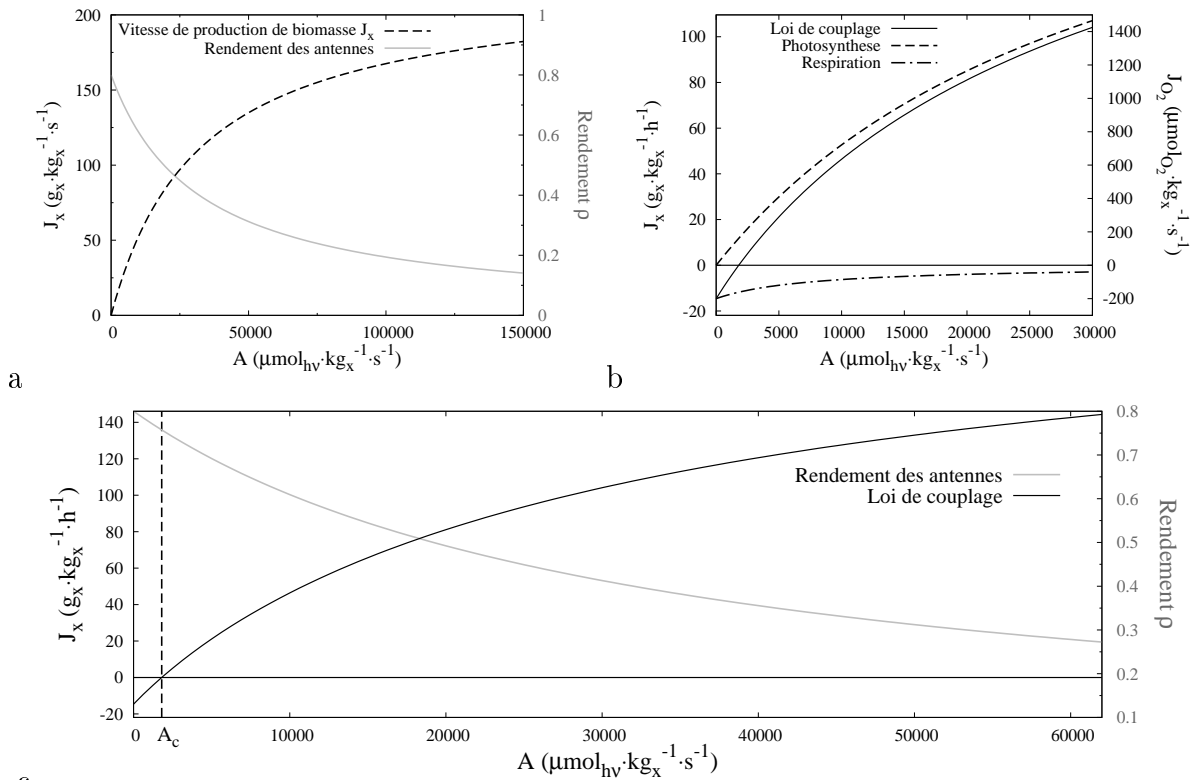 Vitesse de production de biomasse J_x
Rendement des antennes
200
150
100
50
0
J_x (g_x·kg_x^-1·s^-1)
1
0.8
0.6
0.4
0.2
0
Rendement ρ
0 50000 100000 150000
A (μmol_hν·kg_x^-1·s^-1)
a
Loi de couplage
Photosynthese
Respiration
100
80
60
40
20
0
-20
J_x (g_x·kg_x^-1·h^-1)
1400
1200
1000
800
600
400
200
0
-200
J_O2 (μmol_O2·kg_x^-1·s^-1)
0 5000 10000 15000 20000 25000 30000
A (μmol_hν·kg_x^-1·s^-1)
b
Rendement des antennes
Loi de couplage
140
120
100
80
60
40
20
0
-20
J_x (g_x·kg_x^-1·h^-1)
0.8
0.7
0.6
0.5
0.4
0.3
0.2
0.1
Rendement ρ
0 A_c 10000 20000 30000 40000 50000 60000
A (μmol_hν·kg_x^-1·s^-1)